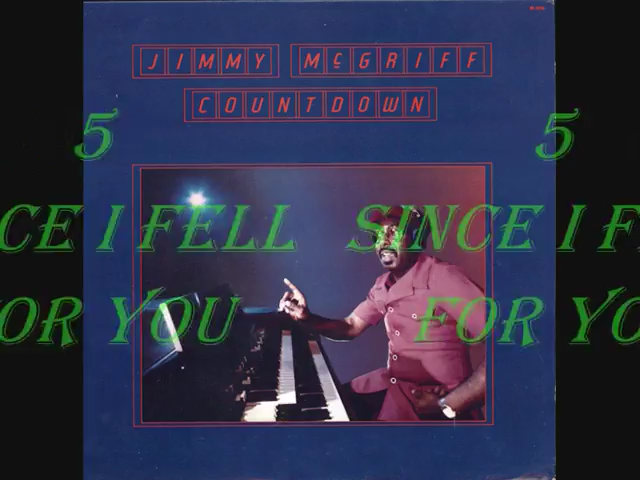 JIMMY McGRIFF
COUNTDOWN
5 5
CE I FELL SINCE I F
OR YOU FOR YO